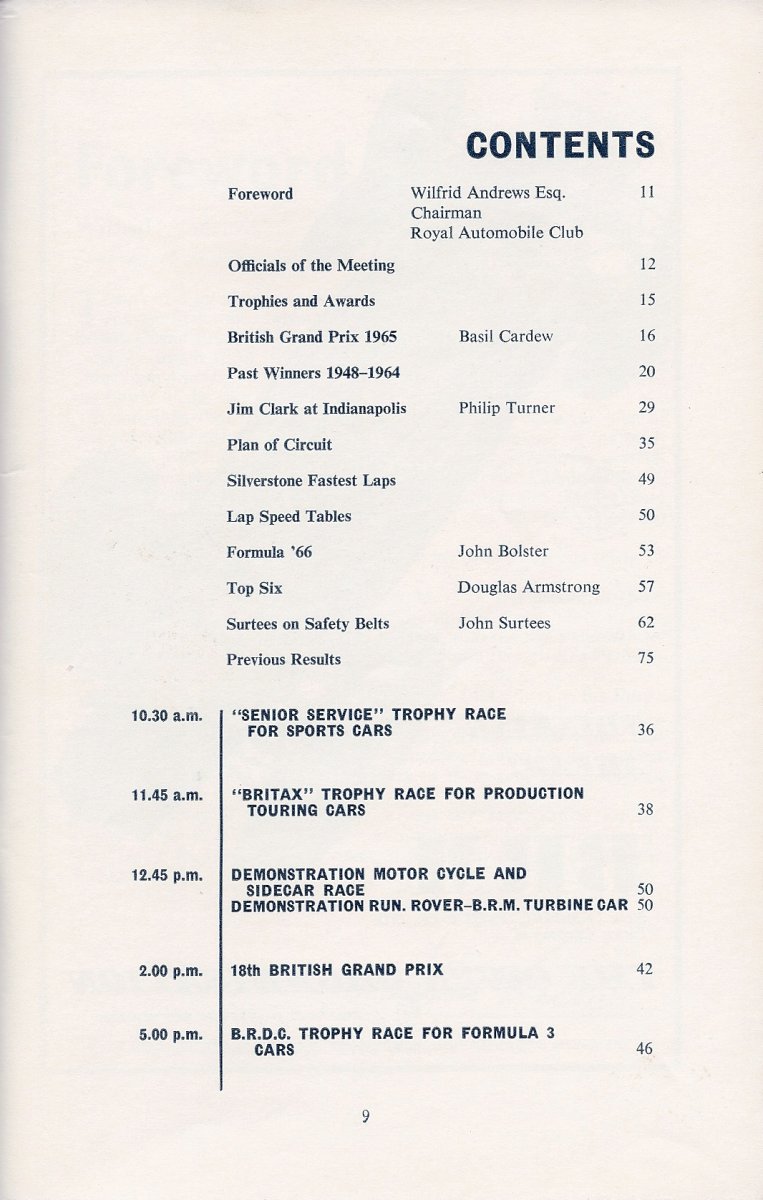 CONTENTS
Foreword Wilfrid Andrews Esq. 11
Chairman
Royal Automobile Club
Officials of the Meeting 12
Trophies and Awards 15
British Grand Prix 1965 Basil Cardew 16
Past Winners 1948–1964 20
Jim Clark at Indianapolis Philip Turner 29
Plan of Circuit 35
Silverstone Fastest Laps 49
Lap Speed Tables 50
Formula '66 John Bolster 53
Top Six Douglas Armstrong 57
Surtees on Safety Belts John Surtees 62
Previous Results 75
10.30 a.m. "SENIOR SERVICE" TROPHY RACE
FOR SPORTS CARS 36
11.45 a.m. "BRITAX" TROPHY RACE FOR PRODUCTION
TOURING CARS 38
12.45 p.m. DEMONSTRATION MOTOR CYCLE AND
SIDECAR RACE 50
DEMONSTRATION RUN. ROVER–B.R.M. TURBINE CAR 50
2.00 p.m. 18th BRITISH GRAND PRIX 42
5.00 p.m. B.R.D.C. TROPHY RACE FOR FORMULA 3
CARS 46
9